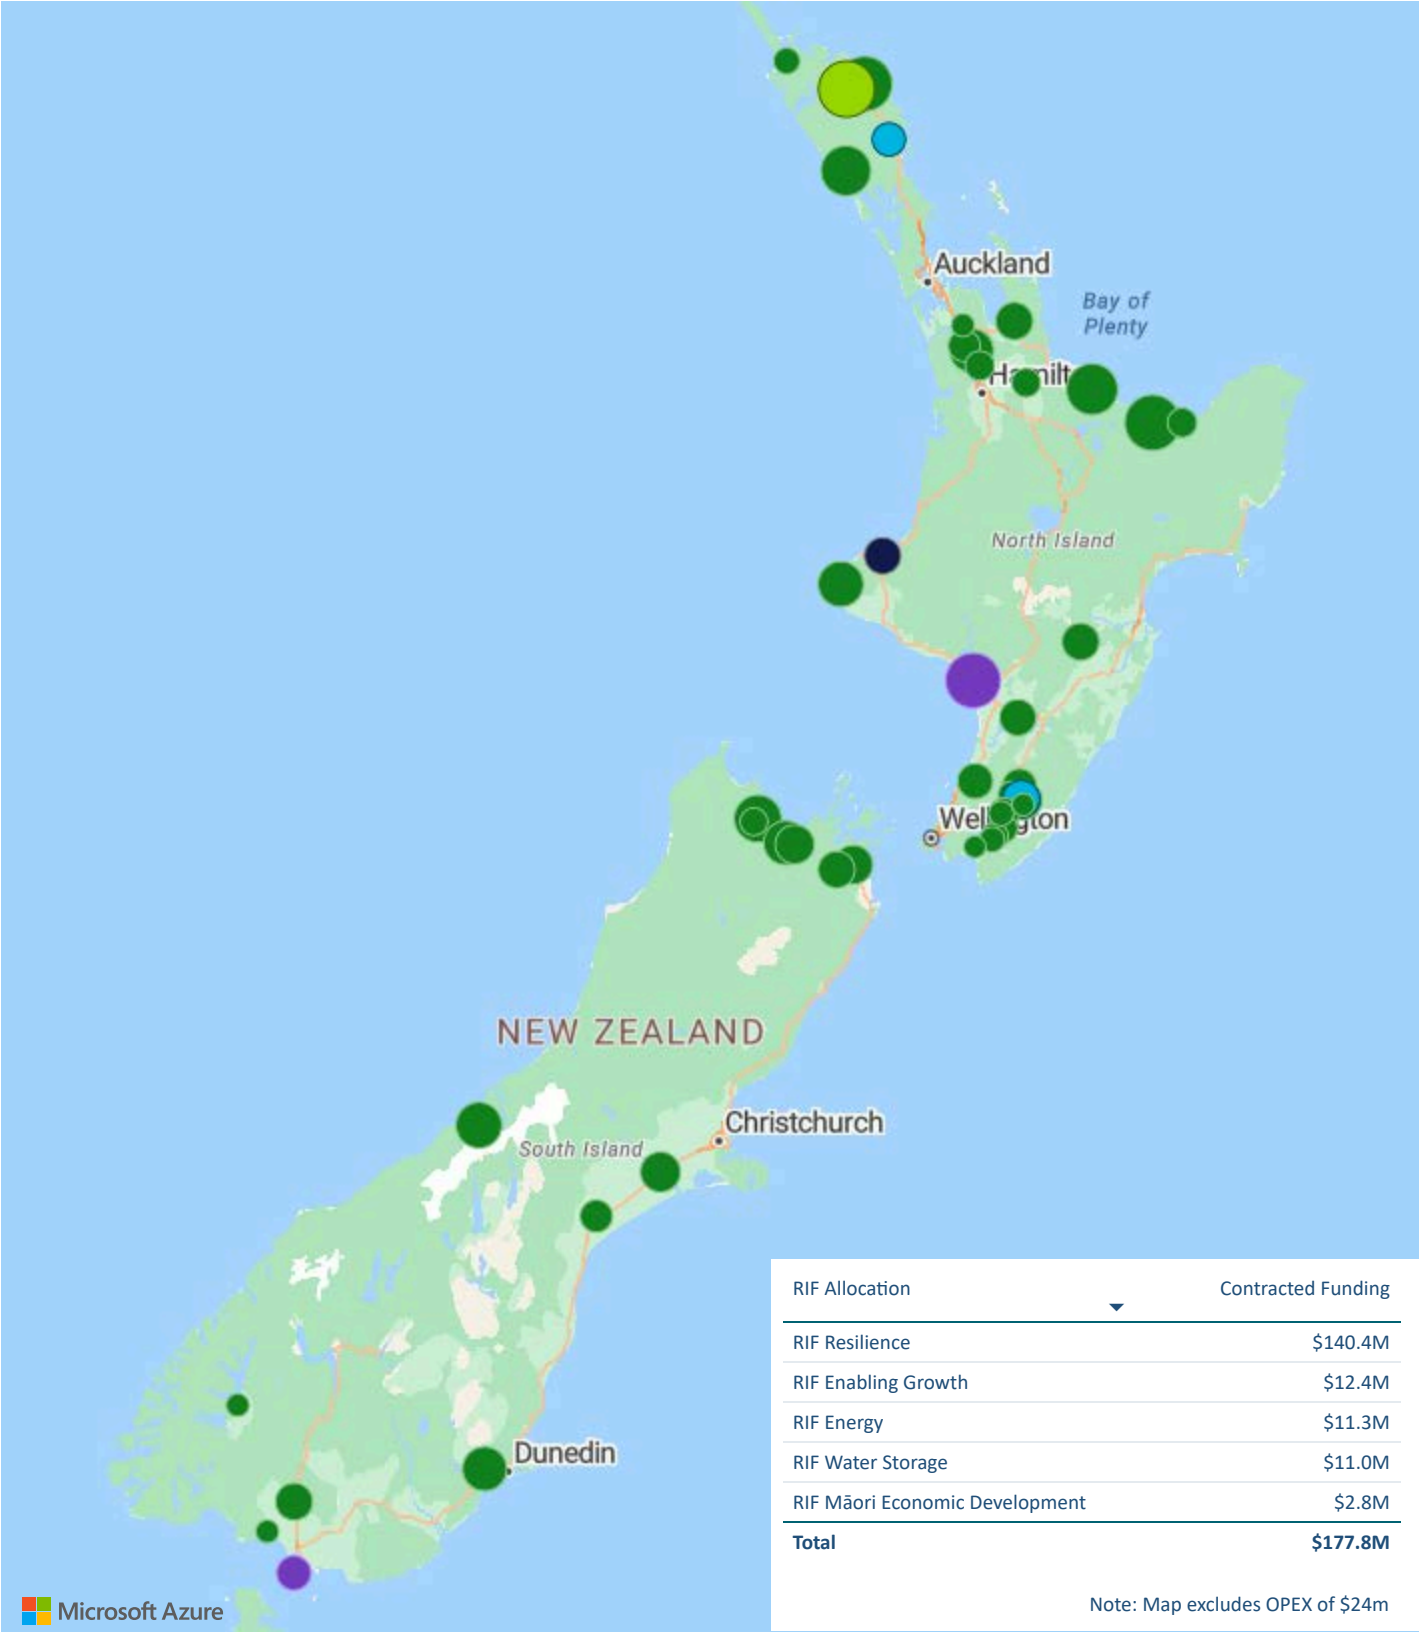 Auckland
Bay of
Plenty
Hamilt
North Island
Wellington
NEW ZEALAND
Christchurch
South Island
Dunedin
RIF Allocation Contracted Funding
RIF Resilience $140.4M
RIF Enabling Growth $12.4M
RIF Energy $11.3M
RIF Water Storage $11.0M
RIF Māori Economic Development $2.8M
Total $177.8M
Note: Map excludes OPEX of $24m
Microsoft Azure